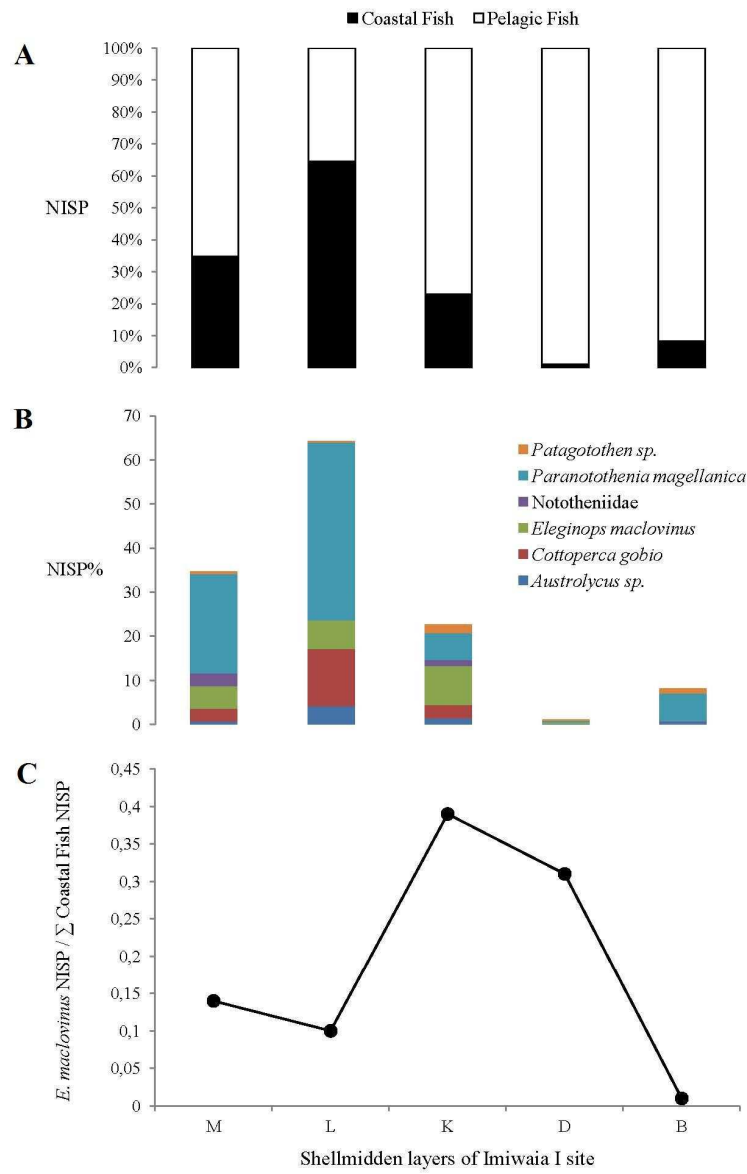 Coastal Fish Pelagic Fish
A
100%
90%
80%
70%
60%
NISP
50%
40%
30%
20%
10%
0%
B
70
60
50
40
NISP%
30
20
10
0
Patagotothen sp.
Paranotothenia magellanica
Nototheniidae
Eleginops maclovinus
Cottoperca gobio
Austrolycus sp.
C
E. maclovinus NISP / ∑ Coastal Fish NISP
0,45
0,4
0,35
0,3
0,25
0,2
0,15
0,1
0,05
0
M L K D B
Shellmidden layers of Imiwaia I site